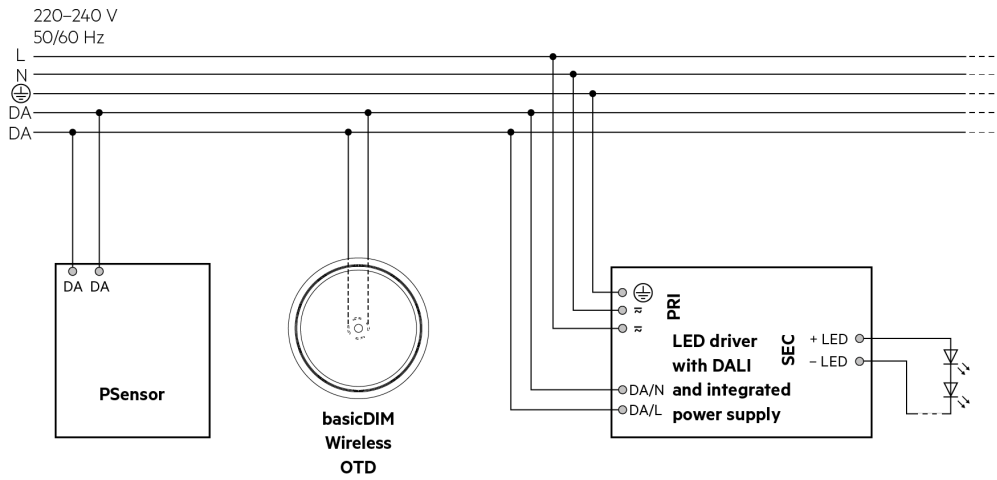 220–240 V
50/60 Hz
L
N
DA
DA
DA DA
PSensor
basicDIM
Wireless
OTD
PRI
LED driver
with DALI
and integrated
power supply
DA/N
DA/L
SEC
+ LED
– LED